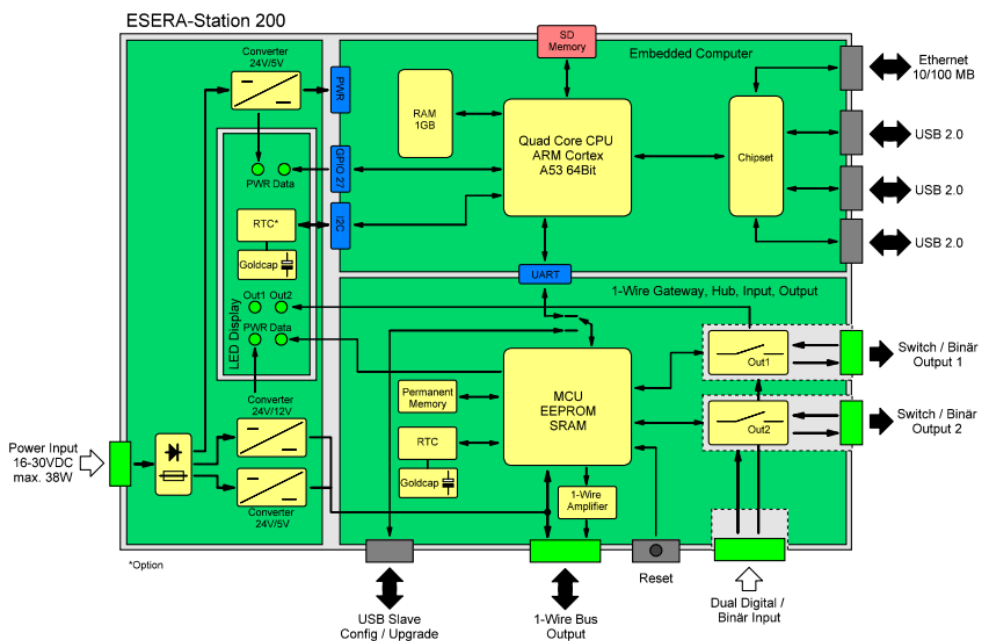 ESERA-Station 200
Converter
24V/5V
PWR
SD
Memory
Embedded Computer
RAM
1GB
Quad Core CPU
ARM Cortex
A53 64Bit
Chipset
Ethernet
10/100 MB
USB 2.0
USB 2.0
USB 2.0
GPIO 27
I2C
UART
PWR Data
RTC*
Goldcap
Out1 Out2
PWR Data
LED Display
Converter
24V/12V
Converter
24V/5V
Power Input
16-30VDC
max. 38W
1-Wire Gateway, Hub, Input, Output
MCU
EEPROM
SRAM
Permanent
Memory
RTC
Goldcap
1-Wire
Amplifier
Out1
Out2
Switch / Binär
Output 1
Switch / Binär
Output 2
*Option
USB Slave
Config / Upgrade
1-Wire Bus
Output
Reset
Dual Digital /
Binär Input